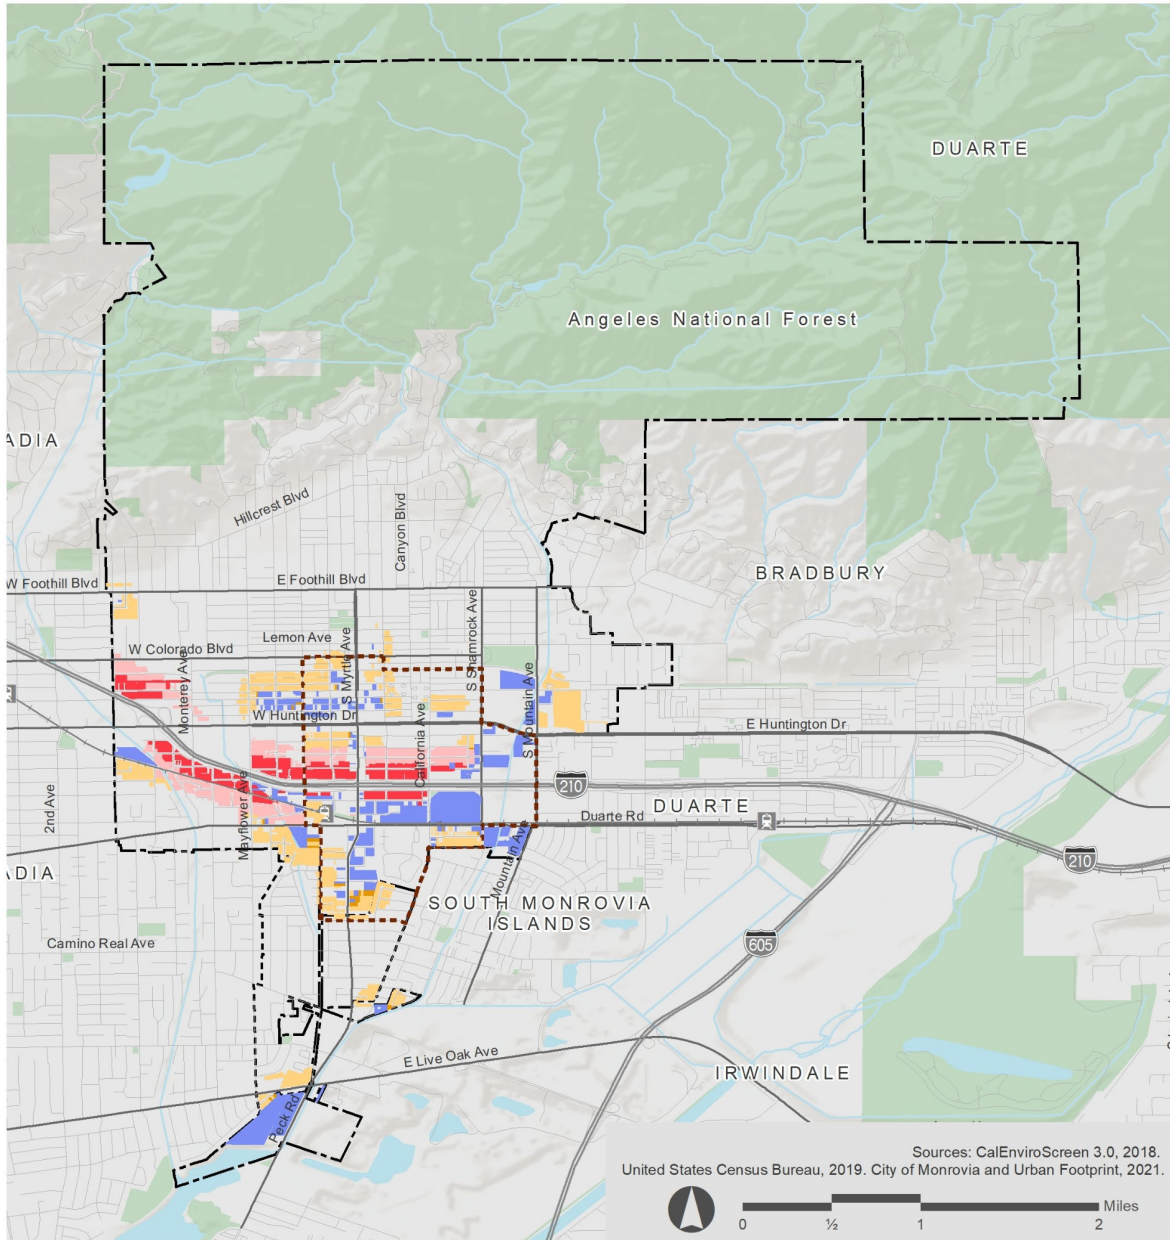 DUARTE
Angeles National Forest
ADIA
Hillcrest Blvd
Canyon Blvd
W Foothill Blvd
E Foothill Blvd
BRADBURY
Lemon Ave
W Colorado Blvd
S Myrtle Ave
S Shamrock Ave
Monterey Ave
S Mountain Ave
W Huntington Dr
E Huntington Dr
California Ave
210
2nd Ave
Mayflower Ave
DUARTE
Duarte Rd
Mountain Ave
210
ADIA
SOUTH MONROVIA
ISLANDS
Camino Real Ave
605
E Live Oak Ave
IRWINDALE
Peck Rd
Sources: CalEnviroScreen 3.0, 2018.
United States Census Bureau, 2019. City of Monrovia and Urban Footprint, 2021.
Miles
0 ½ 1 2